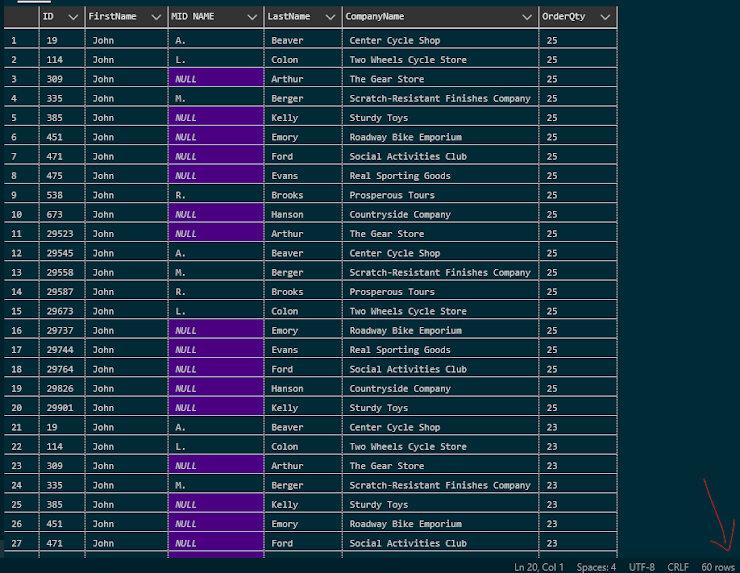 ID FirstName MID NAME LastName CompanyName OrderQty
1 19 John A. Beaver Center Cycle Shop 25
2 114 John L. Colon Two Wheels Cycle Store 25
3 309 John NULL Arthur The Gear Store 25
4 335 John M. Berger Scratch-Resistant Finishes Company 25
5 385 John NULL Kelly Sturdy Toys 25
6 451 John NULL Emory Roadway Bike Emporium 25
7 471 John NULL Ford Social Activities Club 25
8 475 John NULL Evans Real Sporting Goods 25
9 538 John R. Brooks Prosperous Tours 25
10 673 John NULL Hanson Countryside Company 25
11 29523 John NULL Arthur The Gear Store 25
12 29545 John A. Beaver Center Cycle Shop 25
13 29558 John M. Berger Scratch-Resistant Finishes Company 25
14 29587 John R. Brooks Prosperous Tours 25
15 29673 John L. Colon Two Wheels Cycle Store 25
16 29737 John NULL Emory Roadway Bike Emporium 25
17 29744 John NULL Evans Real Sporting Goods 25
18 29764 John NULL Ford Social Activities Club 25
19 29826 John NULL Hanson Countryside Company 25
20 29901 John NULL Kelly Sturdy Toys 25
21 19 John A. Beaver Center Cycle Shop 23
22 114 John L. Colon Two Wheels Cycle Store 23
23 309 John NULL Arthur The Gear Store 23
24 335 John M. Berger Scratch-Resistant Finishes Company 23
25 385 John NULL Kelly Sturdy Toys 23
26 451 John NULL Emory Roadway Bike Emporium 23
27 471 John NULL Ford Social Activities Club 23
Ln 20, Col 1 Spaces: 4 UTF-8 CRLF 60 rows